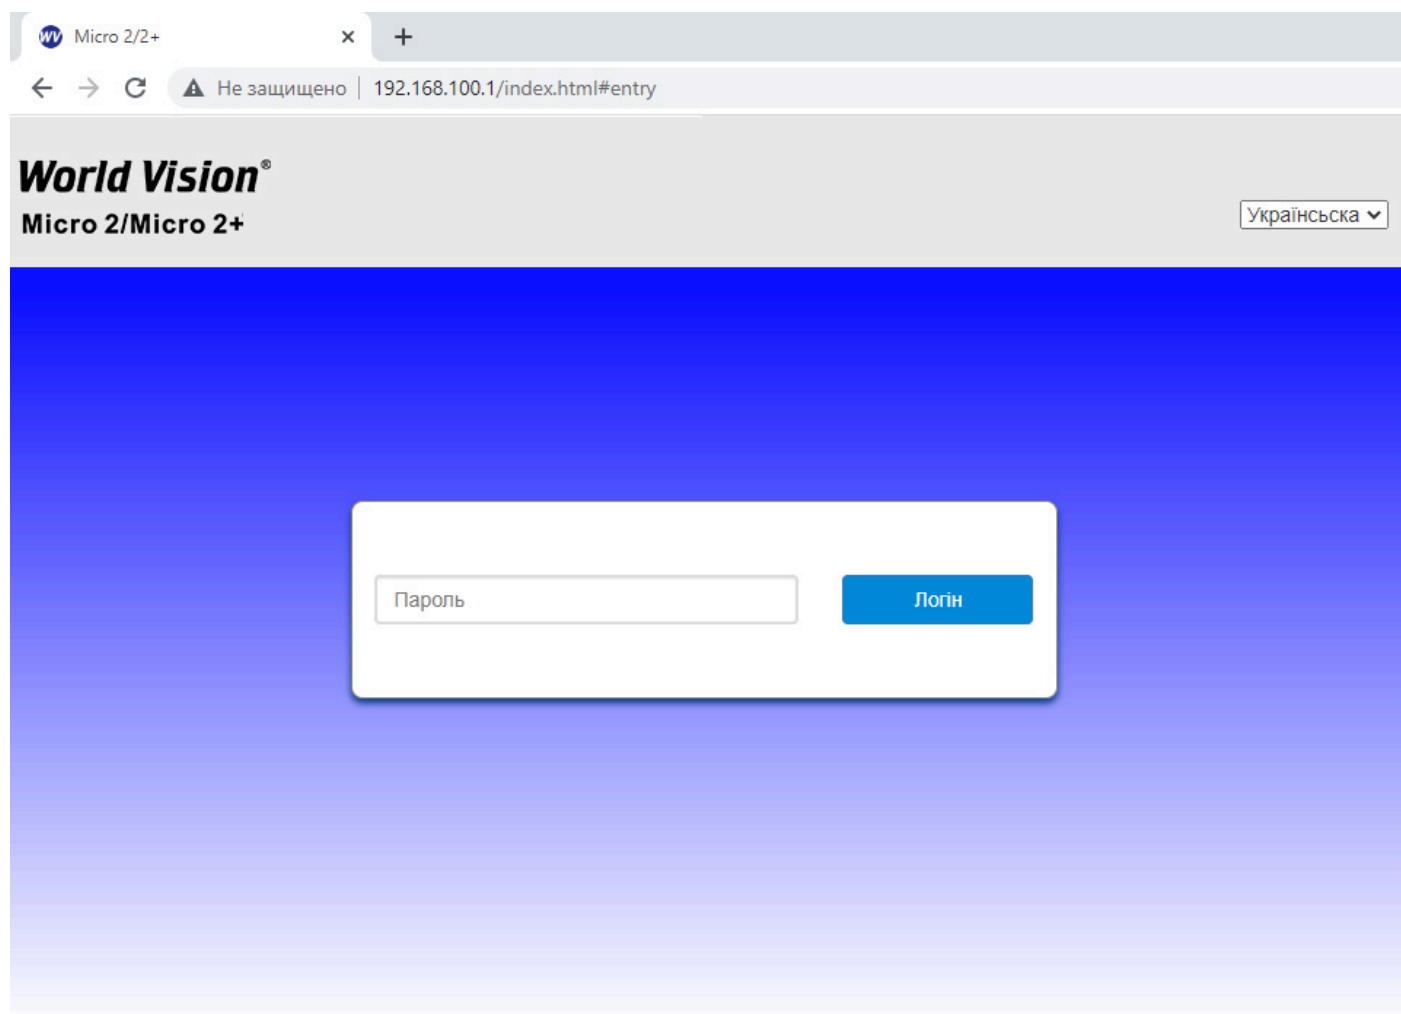 WV Micro 2/2+
Не защищено 192.168.100.1/index.html#entry
World Vision®
Micro 2/Micro 2+
Українсьска
Пароль
Логін